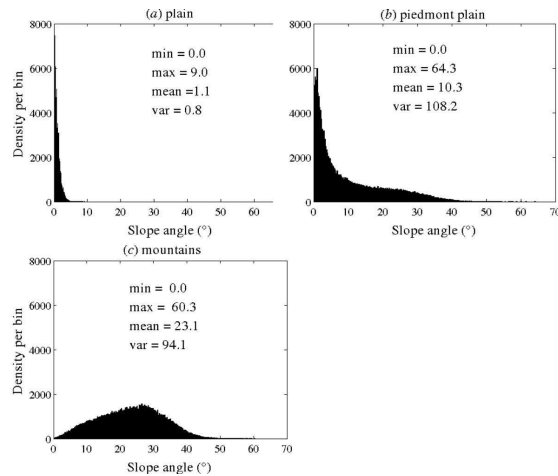 (a) plain
8000
6000
4000
2000
0
Density per bin
min = 0.0
max = 9.0
mean =1.1
var = 0.8
0 10 20 30 40 50 60
Slope angle (°)
(b) piedmont plain
8000
6000
4000
2000
0
min = 0.0
max = 64.3
mean = 10.3
var = 108.2
0 10 20 30 40 50 60 70
Slope angle (°)
(c) mountains
8000
6000
4000
2000
0
Density per bin
min = 0.0
max = 60.3
mean = 23.1
var = 94.1
0 10 20 30 40 50 60 70
Slope angle (°)